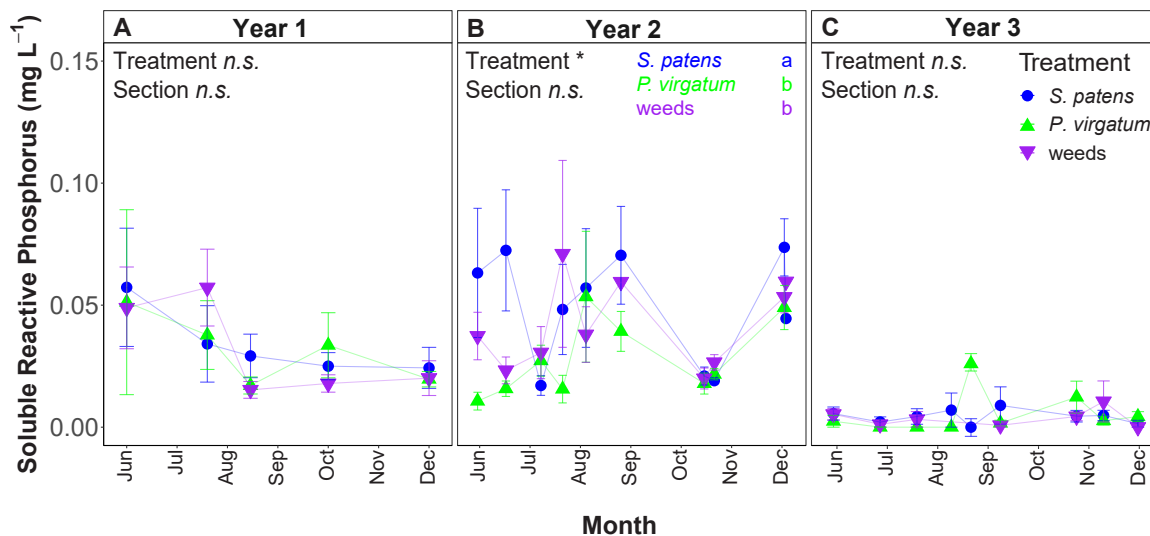 A Year 1
Treatment n.s.
Section n.s.
B Year 2
Treatment *
Section n.s.
S. patens a
P. virgatum b
weeds b
C Year 3
Treatment n.s.
Section n.s.
Treatment
S. patens
P. virgatum
weeds
Soluble Reactive Phosphorus (mg L⁻¹)
0.15
0.10
0.05
0.00
Jun Jul Aug Sep Oct Nov Dec
Jun Jul Aug Sep Oct Nov Dec
Jun Jul Aug Sep Oct Nov Dec
Month